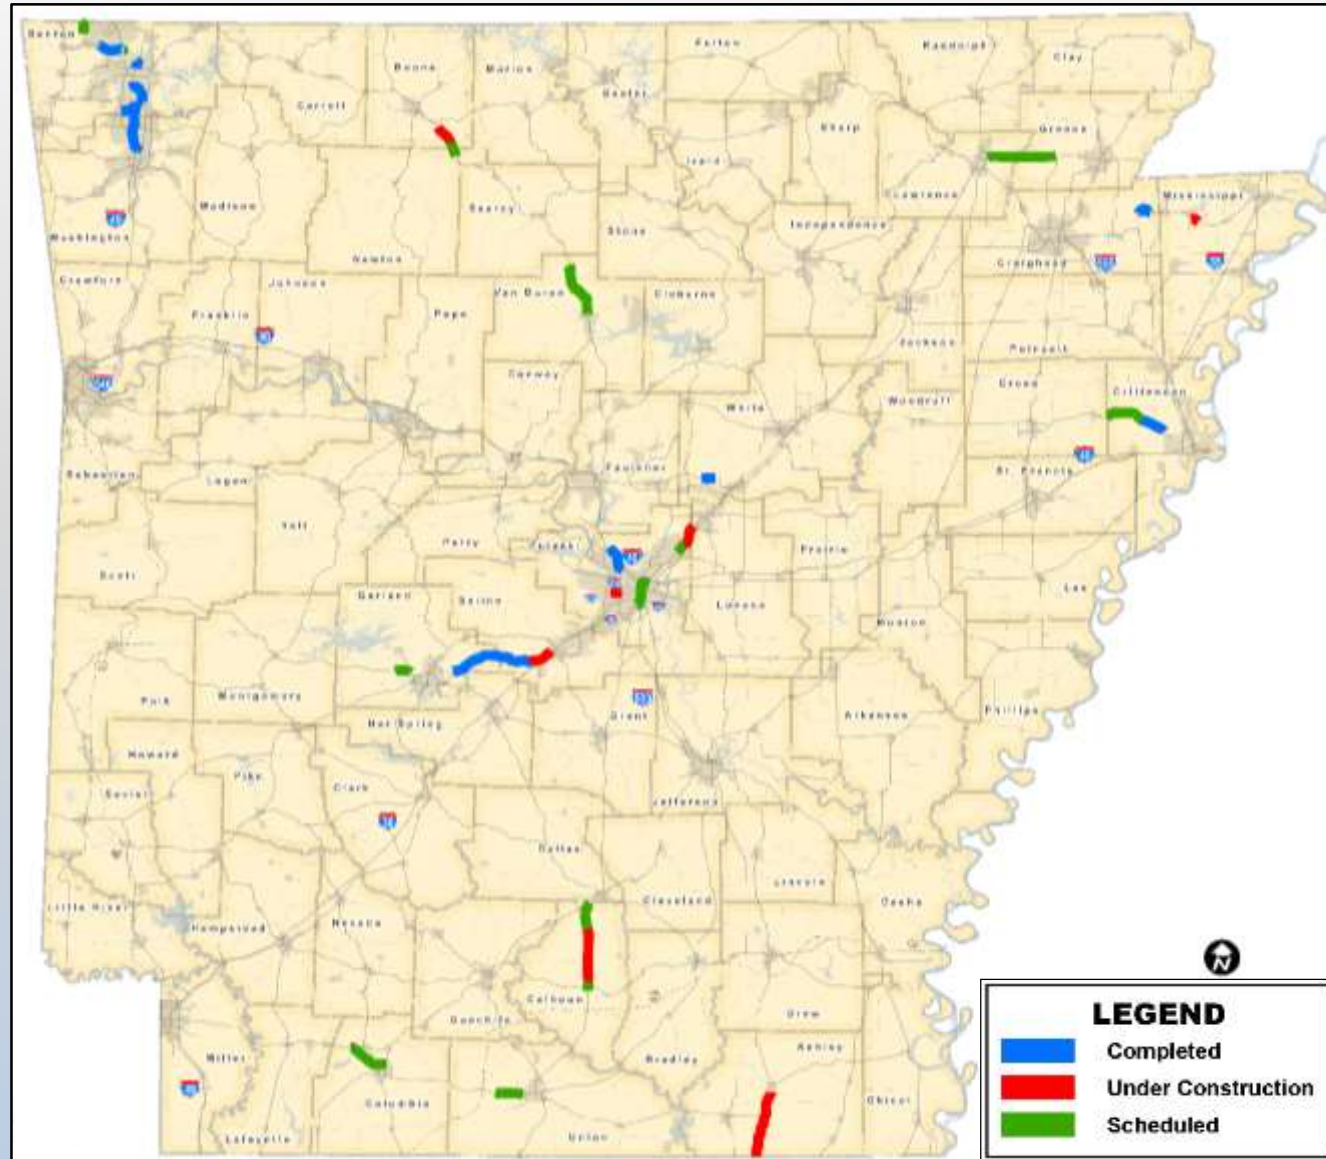 Benton
Boone
Marion
Baxter
Fulton
Randolph
Clay
Carroll
Sharp
Greene
Izard
Lawrence
Mississippi
Madison
Washington
Searcy
Stone
Independence
Newton
Craighead
Crawford
Johnson
Franklin
Pope
Van Buren
Cleburne
Jackson
Poinsett
Conway
White
Woodruff
Cross
Crittenden
Sebastian
Logan
Faulkner
St. Francis
Yell
Perry
Pulaski
Prairie
Scott
Garland
Saline
Lonoke
Lee
Monroe
Polk
Montgomery
Hot Spring
Grant
Arkansas
Phillips
Howard
Pike
Clark
Sevier
Jefferson
Dallas
Lincoln
Little River
Hempstead
Nevada
Cleveland
Desha
Calhoun
Ouachita
Drew
Miller
Bradley
Ashley
Columbia
Chicot
Lafayette
Union
N
LEGEND
Completed
Under Construction
Scheduled